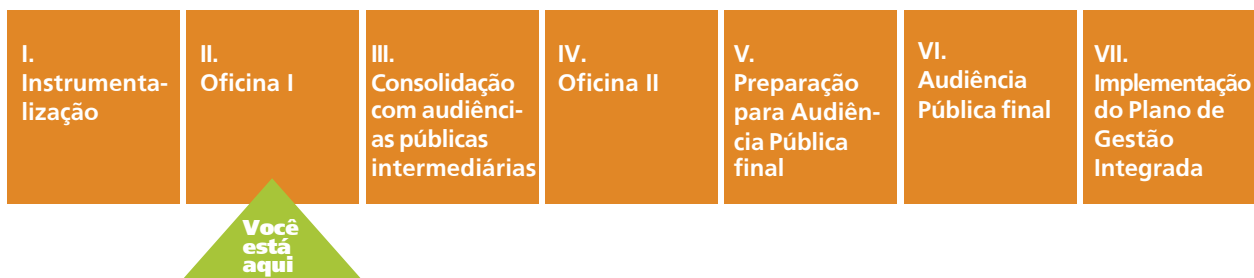 I.
Instrumenta-
lização
II.
Oficina I
III.
Consolidação
com audiênci-
as públicas
intermediárias
IV.
Oficina II
V.
Preparação
para Audiên-
cia Pública
final
VI.
Audiência
Pública final
VII.
Implementação
do Plano de
Gestão
Integrada
Você
está
aqui